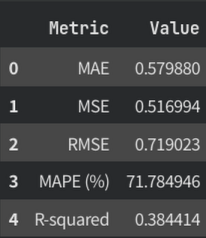 Metric Value
0 MAE 0.579880
1 MSE 0.516994
2 RMSE 0.719023
3 MAPE (%) 71.784946
4 R-squared 0.384414